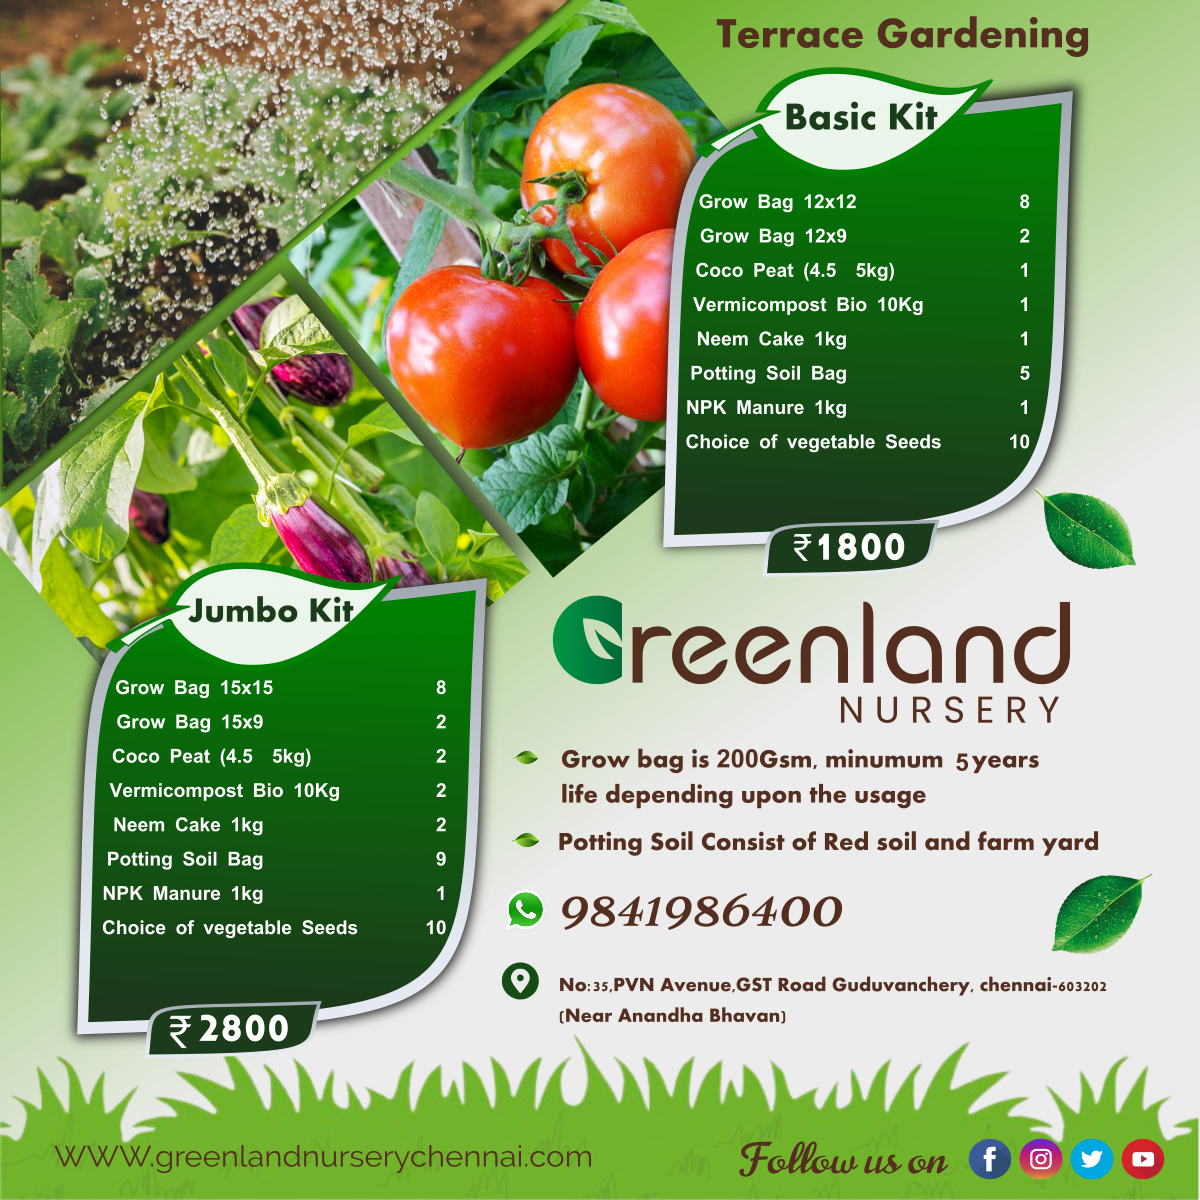 Terrace Gardening
Basic Kit
Grow Bag 12x12 8
Grow Bag 12x9 2
Coco Peat (4.5 5kg) 1
Vermicompost Bio 10Kg 1
Neem Cake 1kg 1
Potting Soil Bag 5
NPK Manure 1kg 1
Choice of vegetable Seeds 10
₹1800
Jumbo Kit
Grow Bag 15x15 8
Grow Bag 15x9 2
Coco Peat (4.5 5kg) 2
Vermicompost Bio 10Kg 2
Neem Cake 1kg 2
Potting Soil Bag 9
NPK Manure 1kg 1
Choice of vegetable Seeds 10
₹2800
Greenland
NURSERY
Grow bag is 200Gsm, minumum 5 years
life depending upon the usage
Potting Soil Consist of Red soil and farm yard
9841986400
No:35,PVN Avenue,GST Road Guduvanchery, chennai-603202
(Near Anandha Bhavan)
WWW.greenlandnurserychennai.com
Follow us on